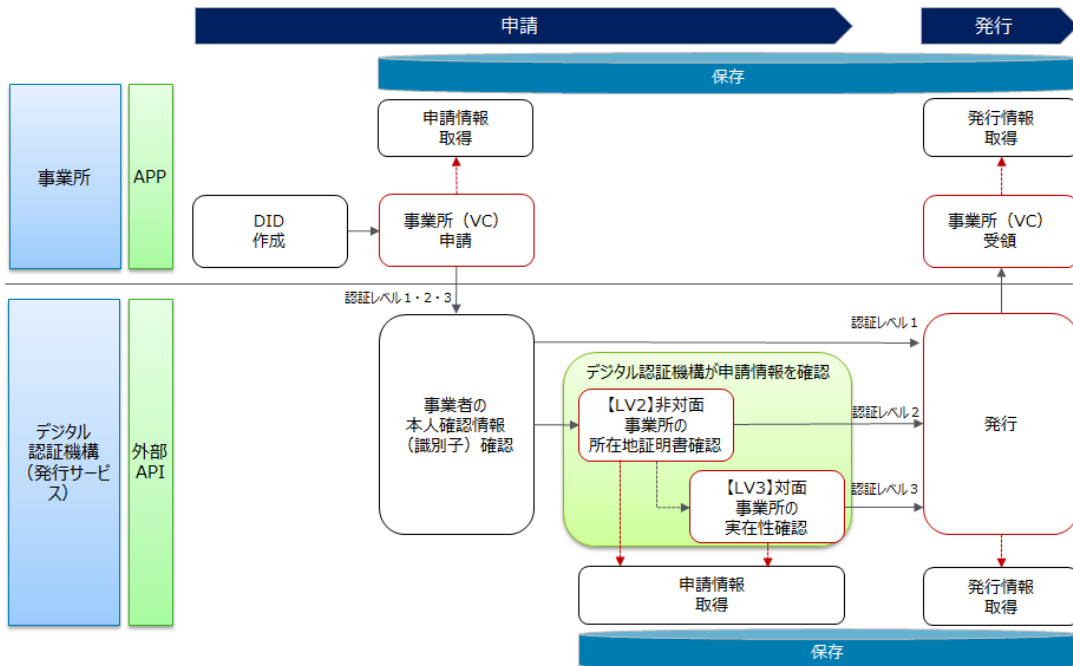 申請
発行
保存
事業所
APP
申請情報
取得
発行情報
取得
DID
作成
事業所（VC）
申請
事業所（VC）
受領
認証レベル１・２・３
デジタル
認証機構
（発行サービ
ス）
外部
API
事業者の
本人確認情報
（識別子）確認
認証レベル１
デジタル認証機構が申請情報を確認
【LV2】非対面
事業所の
所在地証明書確認
認証レベル２
【LV3】対面
事業所の
実在性確認
認証レベル３
発行
申請情報
取得
発行情報
取得
保存